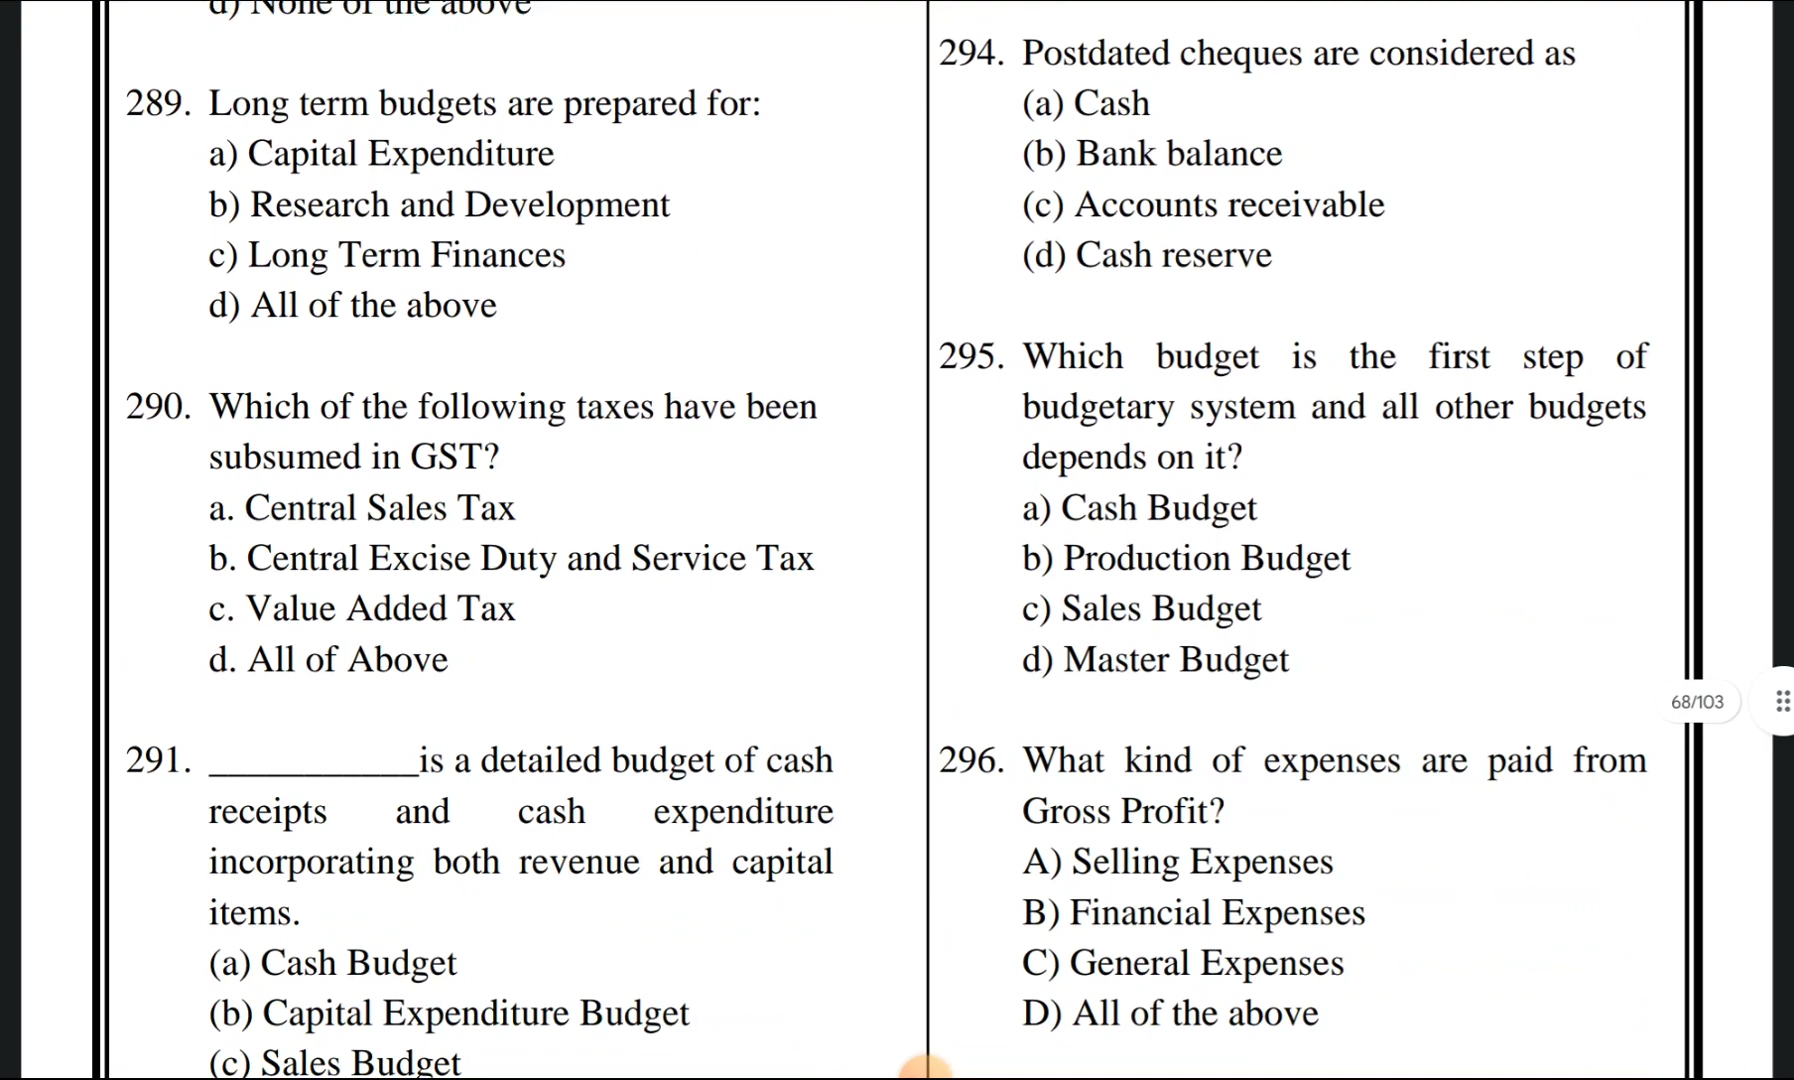 d) None of the above
289. Long term budgets are prepared for:
a) Capital Expenditure
b) Research and Development
c) Long Term Finances
d) All of the above
290. Which of the following taxes have been
subsumed in GST?
a. Central Sales Tax
b. Central Excise Duty and Service Tax
c. Value Added Tax
d. All of Above
291. ___________is a detailed budget of cash
receipts and cash expenditure
incorporating both revenue and capital
items.
(a) Cash Budget
(b) Capital Expenditure Budget
(c) Sales Budget
294. Postdated cheques are considered as
(a) Cash
(b) Bank balance
(c) Accounts receivable
(d) Cash reserve
295. Which budget is the first step of
budgetary system and all other budgets
depends on it?
a) Cash Budget
b) Production Budget
c) Sales Budget
d) Master Budget
296. What kind of expenses are paid from
Gross Profit?
A) Selling Expenses
B) Financial Expenses
C) General Expenses
D) All of the above
68/103